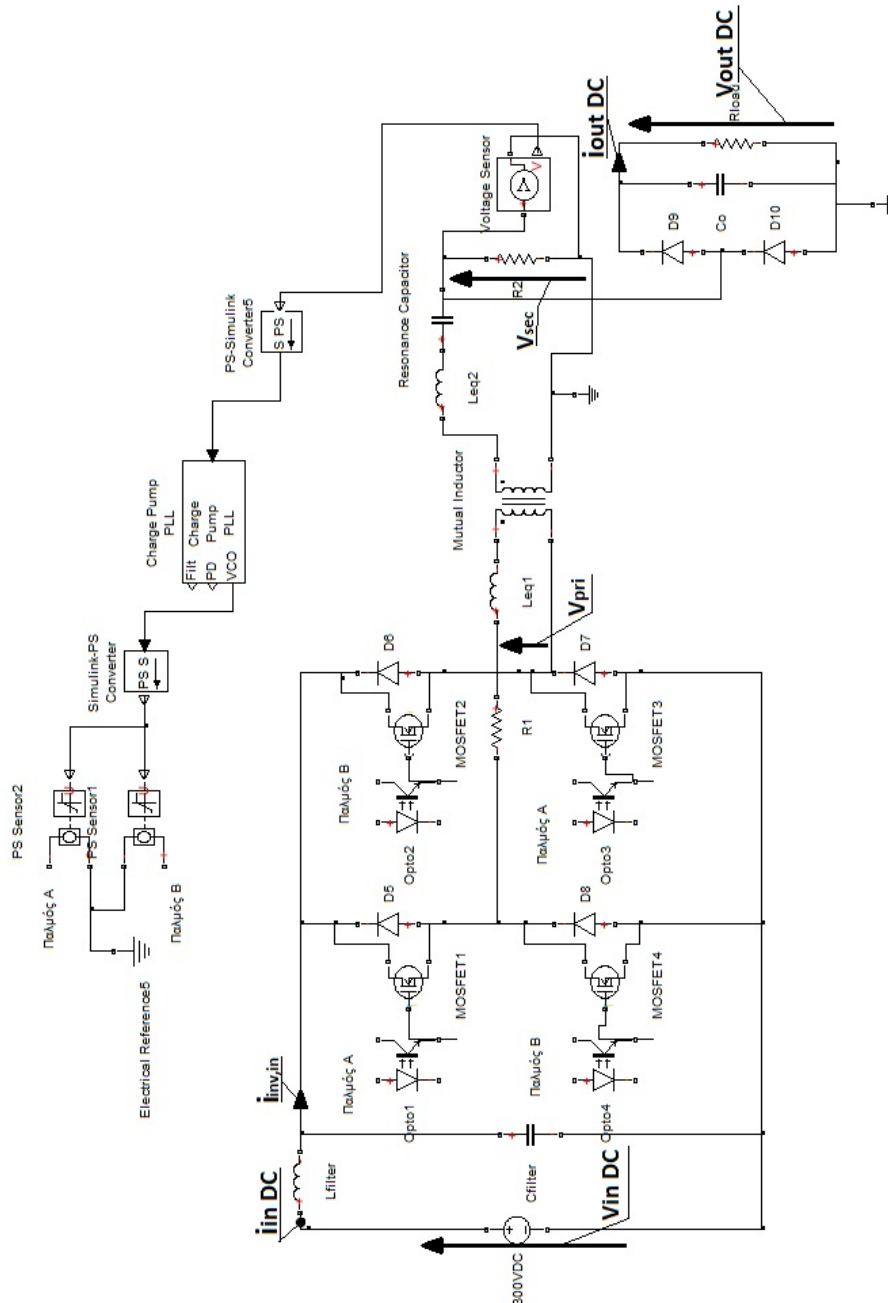 PS Sensor2
PS Sensor1
Παλμός A
Παλμός B
Electrical Reference5
Simulink-PS
Converter
PS S
Charge Pump
PLL
Filt Charge
PD Pump
VCO PLL
PS-Simulink
Converter5
S PS
Voltage Sensor
V
Resonance Capacitor
R2
Vsec
Leq2
Mutual Inductor
Leq1
Vpri
R1
iout DC
Vout DC
Rload
D9
Co
D10
iin DC
Lfilter
iinv,in
Cfilter
Vin DC
300VDC
Παλμός A
Opto1
MOSFET1
D5
Παλμός B
Opto2
MOSFET2
D6
Παλμός B
Opto4
MOSFET4
D8
Παλμός A
Opto3
MOSFET3
D7